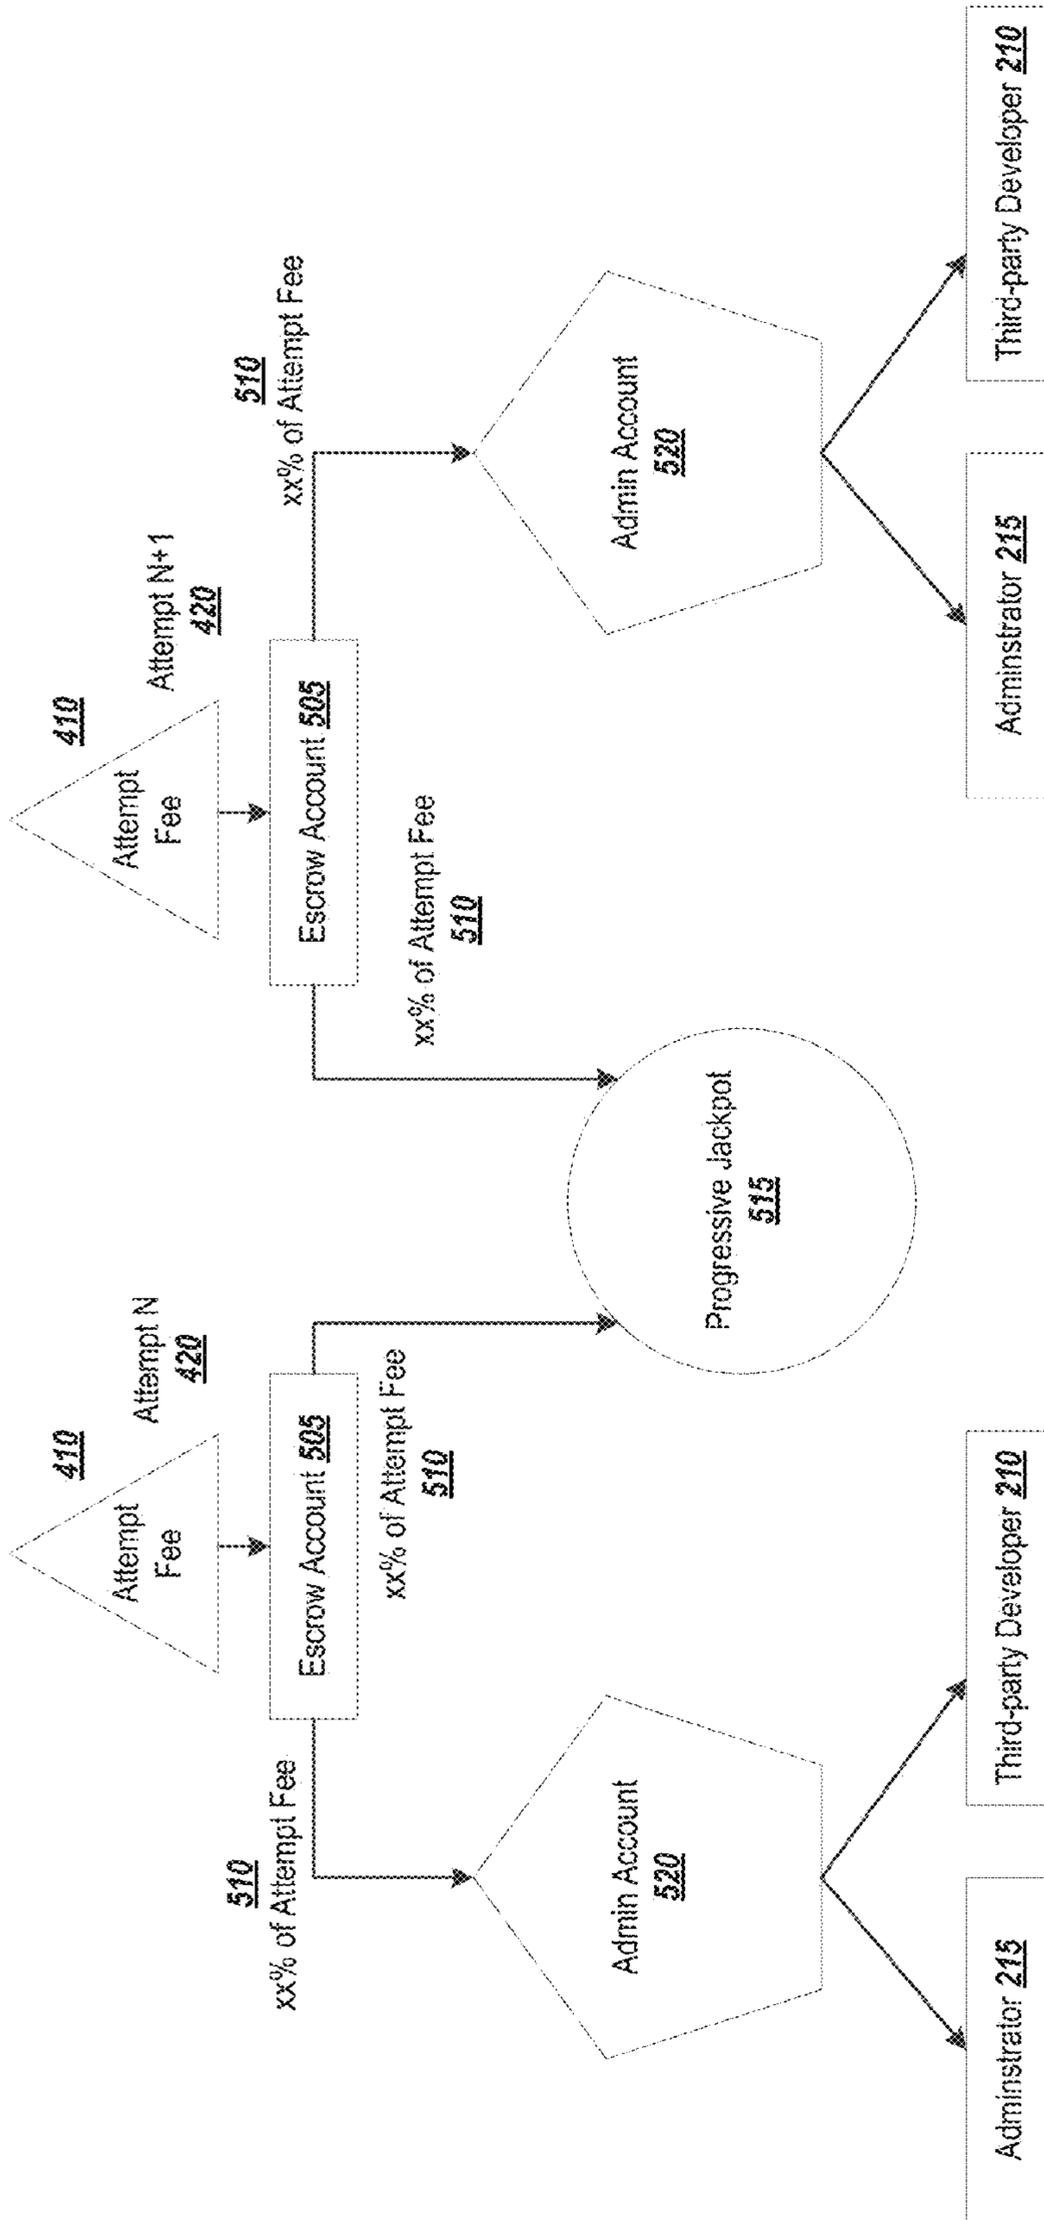 410
Attempt
Fee
Attempt N
420
Escrow Account 505
510
xx% of Attempt Fee
xx% of Attempt Fee
510
Admin Account
520
Adminstrator 215
Third-party Developer 210
Progressive Jackpot
515
410
Attempt
Fee
Attempt N+1
420
Escrow Account 505
xx% of Attempt Fee
510
510
xx% of Attempt Fee
Admin Account
520
Adminstrator 215
Third-party Developer 210